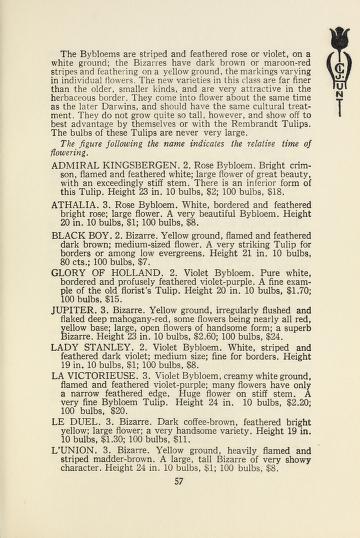 The Bybloems are striped and feathered rose or violet, on a
white ground; the Bizarres have dark brown or maroon-red
stripes and feathering on a yellow ground, the markings varying
in individual flowers. The new varieties in this class are far finer
than the older, smaller kinds, and are very attractive in the
herbaceous border. They come into flower about the same time
as the later Darwins, and should have the same cultural treat-
ment. They do not grow quite so tall, however, and show off to
best advantage by themselves or with the Rembrandt Tulips.
The bulbs of these Tulips are never very large.
The figure following the name indicates the relative time of
flowering.
ADMIRAL KINGSBERGEN. 2. Rose Bybloem. Bright crim-
son, flamed and feathered white; large flower of great beauty,
with an exceedingly stiff stem. There is an inferior form of
this Tulip. Height 23 in. 10 bulbs, $2; 100 bulbs, $18.
ATHALIA. 3. Rose Bybloem. White, bordered and feathered
bright rose; large flower. A very beautiful Bybloem. Height
20 in. 10 bulbs, $1; 100 bulbs, $8.
BLACK BOY. 2. Bizarre. Yellow ground, flamed and feathered
dark brown; medium-sized flower. A very striking Tulip for
borders or among low evergreens. Height 21 in. 10 bulbs,
80 cts.; 100 bulbs, $7.
GLORY OF HOLLAND. 2. Violet Bybloem. Pure white,
bordered and profusely feathered violet-purple. A fine exam-
ple of the old florist's Tulip. Height 20 in. 10 bulbs, $1.70;
100 bulbs, $15.
JUPITER. 3. Bizarre. Yellow ground, irregularly flushed and
flaked deep mahogany-red, some flowers being nearly all red,
yellow base; large, open flowers of handsome form; a superb
Bizarre. Height 23 in. 10 bulbs, $2.60; 100 bulbs, $24.
LADY STANLEY. 2. Violet Bybloem. White, striped and
feathered dark violet; medium size; fine for borders. Height
19 in. 10 bulbs, $1; 100 bulbs, $8.
LA VICTORIEUSE. 3. Violet Bybloem, creamy white ground,
flamed and feathered violet-purple; many flowers have only
a narrow feathered edge. Huge flower on stiff stem. A
very fine Bybloem Tulip. Height 24 in. 10 bulbs, $2.20;
100 bulbs, $20.
LE DUEL. 3. Bizarre. Dark coffee-brown, feathered bright
yellow; large flower; a very handsome variety. Height 19 in.
10 bulbs, $1.30; 100 bulbs, $11.
L'UNION. 3. Bizarre. Yellow ground, heavily flamed and
striped madder-brown. A large, tall Bizarre of very showy
character. Height 24 in. 10 bulbs, $1; 100 bulbs, $8.
57